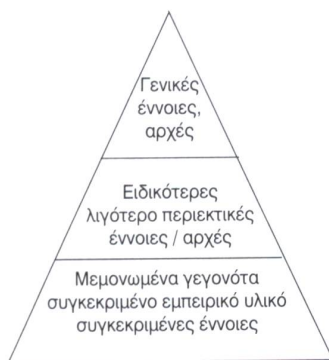 Γενικές
έννοιες,
αρχές
Ειδικότερες
λιγότερο περιεκτικές
έννοιες / αρχές
Μεμονωμένα γεγονότα
συγκεκριμένο εμπειρικό υλικό
συγκεκριμένες έννοιες